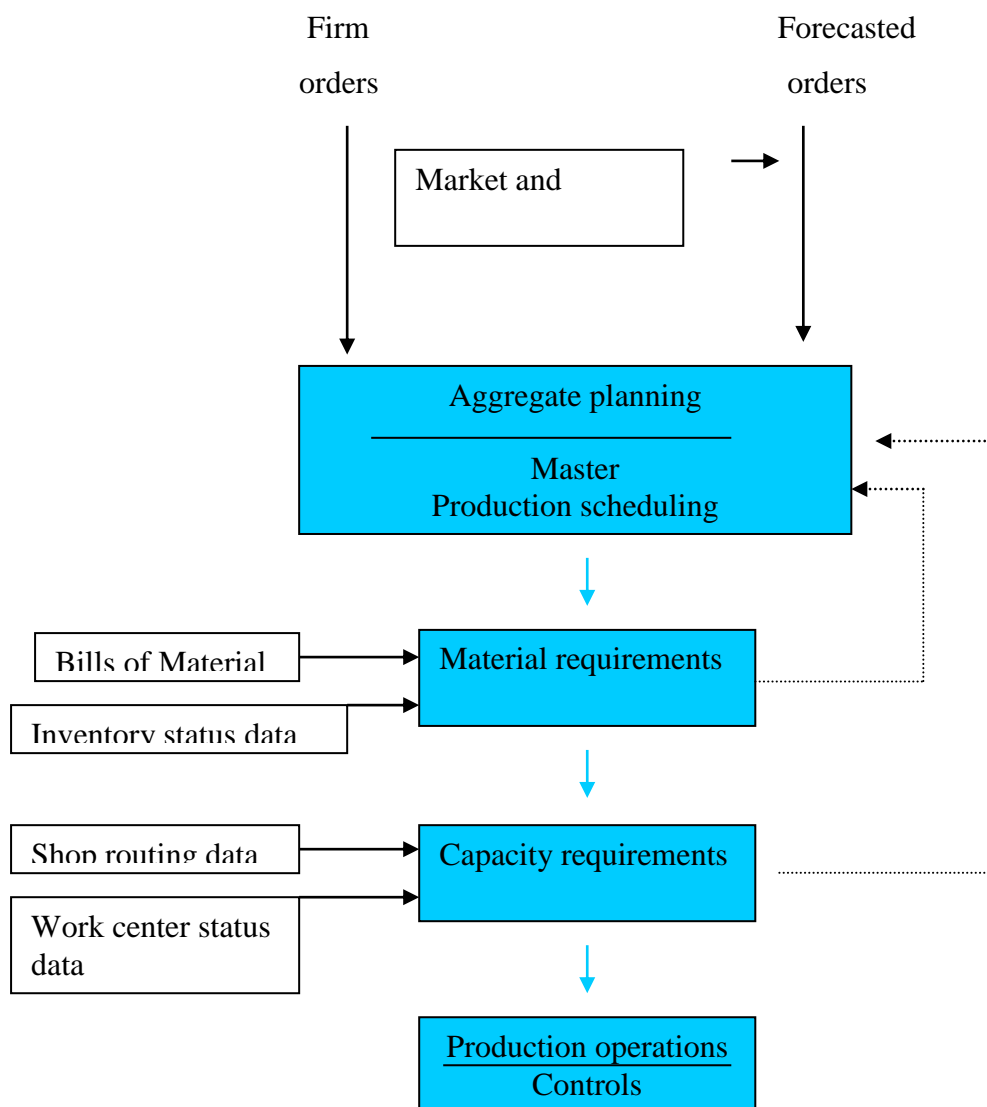 Firm
orders
Forecasted
orders
Market and
Aggregate planning
Master
Production scheduling
Bills of Material
Material requirements
Inventory status data
Shop routing data
Capacity requirements
Work center status
data
Production operations
Controls